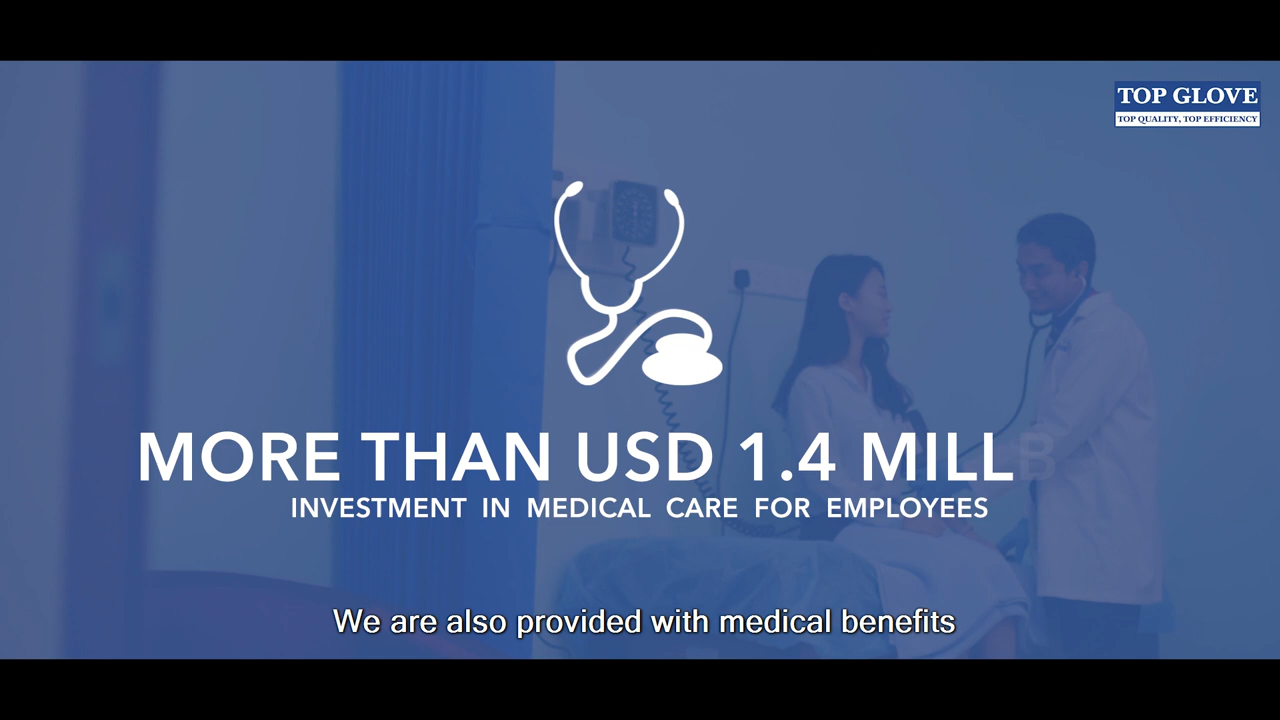 TOP GLOVE
TOP QUALITY, TOP EFFICIENCY
MORE THAN USD 1.4 MILL
INVESTMENT IN MEDICAL CARE FOR EMPLOYEES
We are also provided with medical benefits